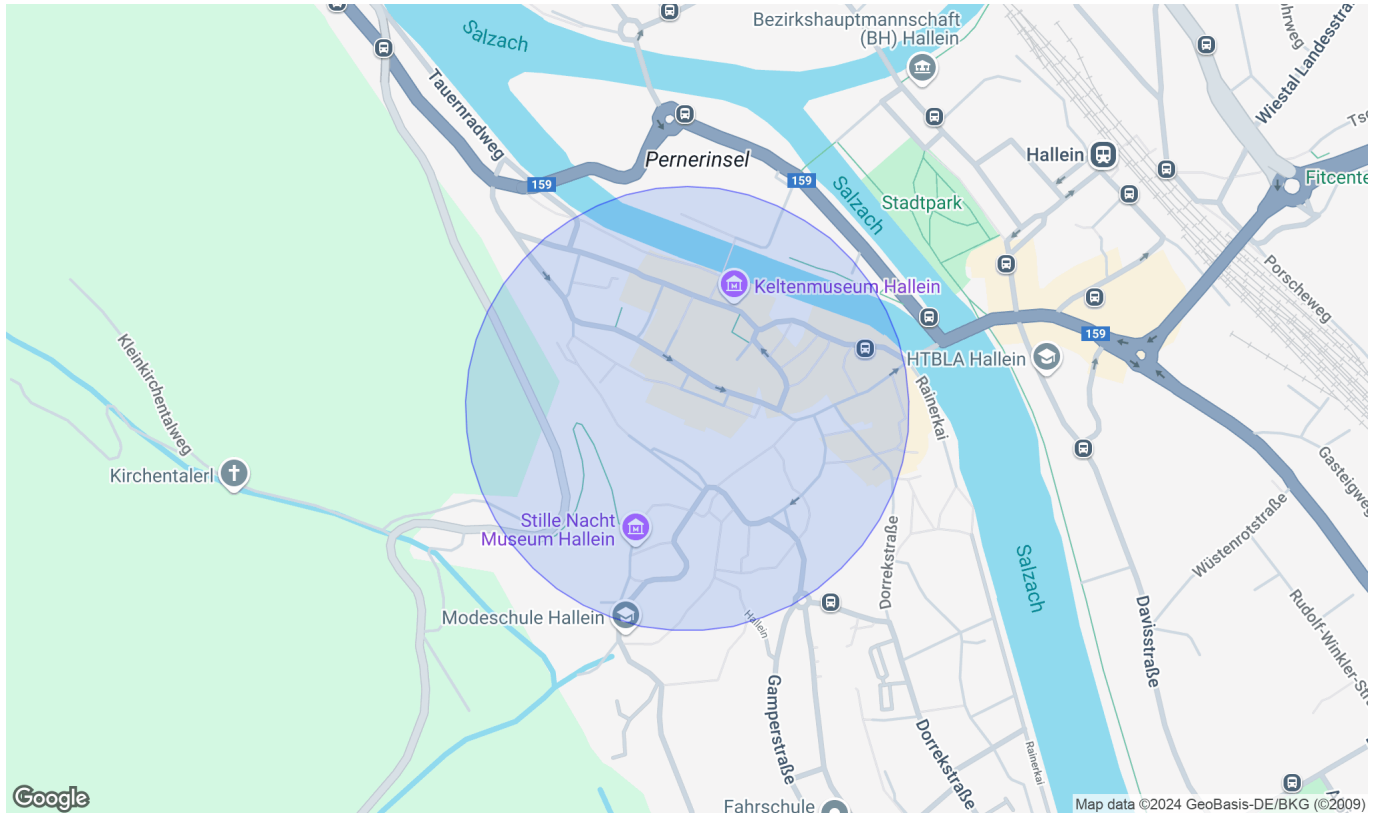 Bezirkshauptmannschaft
(BH) Hallein
Salzach
Tauernradweg
Wiestal Landesstra
Pernerinsel
Hallein
159
159
Salzach
Stadtpark
Fitcente
Keltenmuseum Hallein
Porscheweg
159
HTBLA Hallein
Kleinkirchentalweg
Rainerkai
Kirchentalerl
Gasteigweg
Stille Nacht
Museum Hallein
Wüstenrotstraße
Dorrekstraße
Salzach
Modeschule Hallein
Hallein
Davisstraße
Rudolf-Winkler-Str
Gamperstraße
Dorrekstraße
Rainerkai
Google
Fahrschule
Map data ©2024 GeoBasis-DE/BKG (©2009)